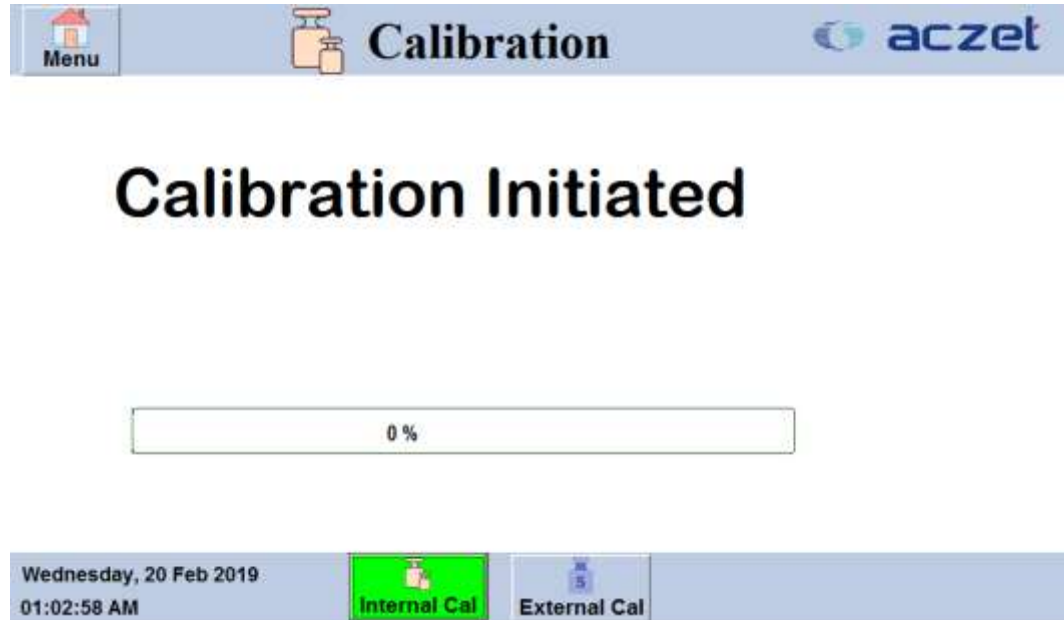 Menu
Calibration
aczet
Calibration Initiated
0 %
Wednesday, 20 Feb 2019
01:02:58 AM
Internal Cal
External Cal